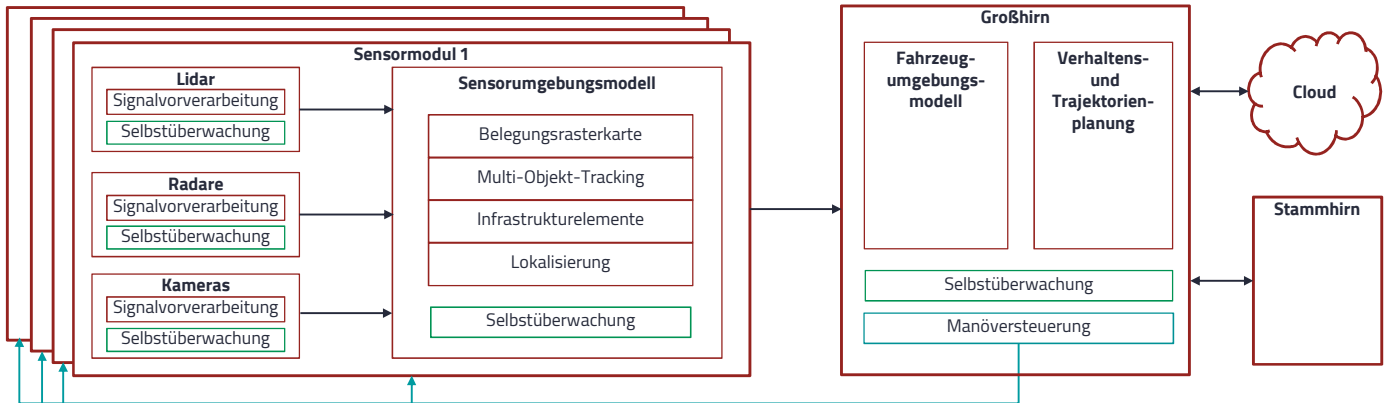 Sensormodul 1
Lidar
Signalvorverarbeitung
Selbstüberwachung
Radare
Signalvorverarbeitung
Selbstüberwachung
Kameras
Signalvorverarbeitung
Selbstüberwachung
Sensorumgebungsmodell
Belegungsrasterkarte
Multi-Objekt-Tracking
Infrastrukturelemente
Lokalisierung
Selbstüberwachung
Großhirn
Fahrzeug-
umgebungs-
modell
Verhaltens-
und
Trajektorien-
planung
Selbstüberwachung
Manöversteuerung
Cloud
Stammhirn